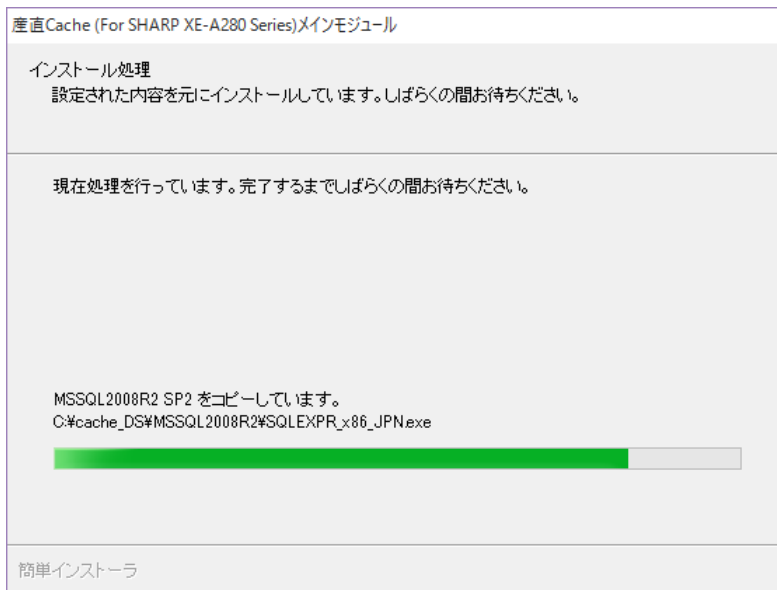 産直Cache (For SHARP XE-A280 Series)メインモジュール
インストール処理
設定された内容を元にインストールしています。しばらくの間お待ちください。
現在処理を行っています。完了するまでしばらくの間お待ちください。
MSSQL2008R2 SP2 をコピーしています。
C:¥cache_DS¥MSSQL2008R2¥SQLEXPR_x86_JPN.exe
簡単インストーラ